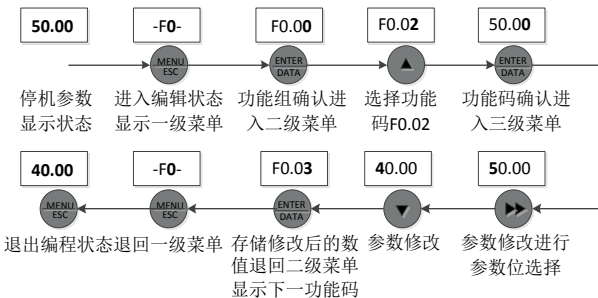 50.00 -F0- F0.00 F0.02 50.00
MENU ESC ENTER DATA ENTER DATA
停机参数 进入编辑状态 功能组确认进 选择功能 功能码确认进
显示状态 显示一级菜单 入二级菜单 码F0.02 入三级菜单
40.00 -F0- F0.03 40.00 50.00
MENU ESC MENU ESC ENTER DATA
退出编程状态 退回一级菜单 存储修改后的数 参数修改 参数修改进行
值退回二级菜单 参数位选择
显示下一功能码